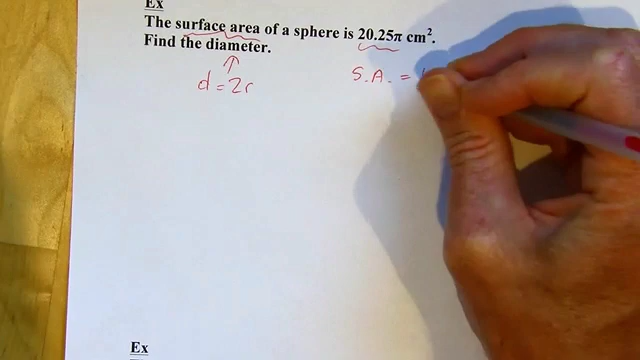 Ex
The surface area of a sphere is 20.25π cm².
Find the diameter.
d = 2r
S.A. =
Ex